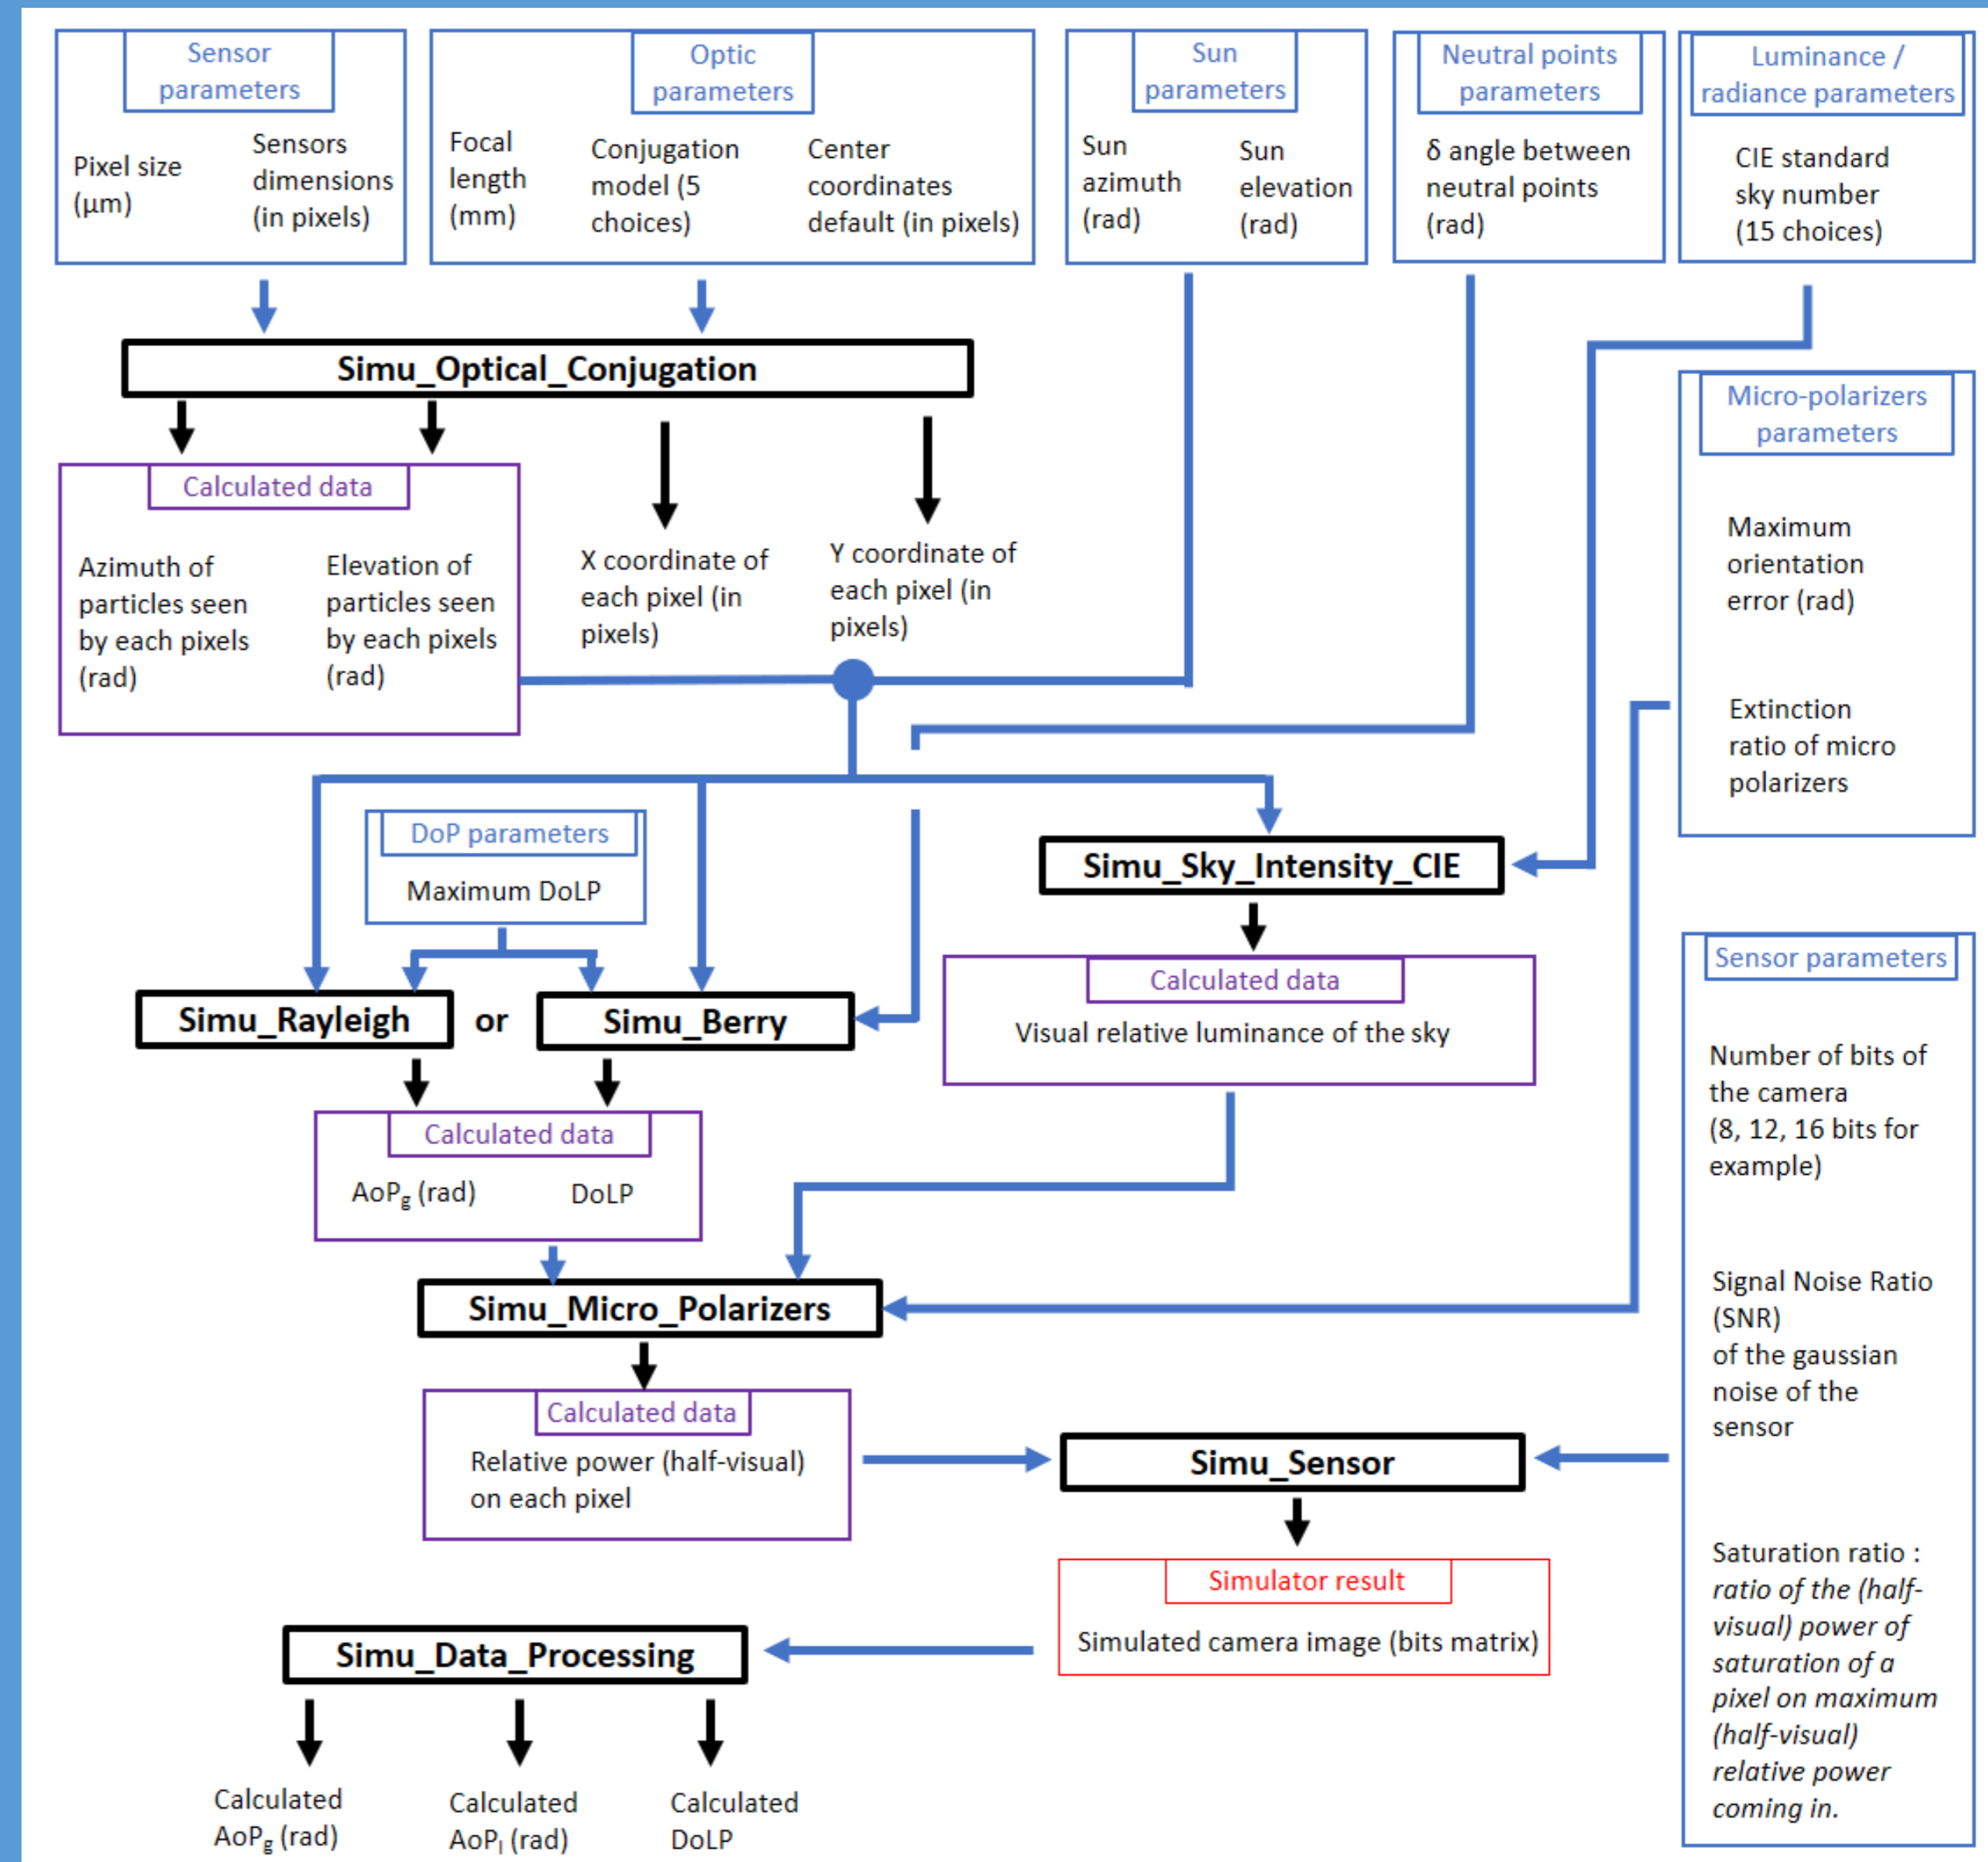 Sensor
parameters
Pixel size
(μm)
Sensors
dimensions
(in pixels)
Optic
parameters
Focal
length
(mm)
Conjugation
model (5
choices)
Center
coordinates
default (in pixels)
Sun
parameters
Sun
azimuth
(rad)
Sun
elevation
(rad)
Neutral points
parameters
δ angle between
neutral points
(rad)
Luminance /
radiance parameters
CIE standard
sky number
(15 choices)
Simu_Optical_Conjugation
Micro-polarizers
parameters
Maximum
orientation
error (rad)
Extinction
ratio of micro
polarizers
Calculated data
Azimuth of
particles seen
by each pixels
(rad)
Elevation of
particles seen
by each pixels
(rad)
X coordinate of
each pixel (in
pixels)
Y coordinate of
each pixel (in
pixels)
DoP parameters
Maximum DoLP
Simu_Sky_Intensity_CIE
Calculated data
Visual relative luminance of the sky
Simu_Rayleigh
or
Simu_Berry
Calculated data
AoPg (rad)
DoLP
Simu_Micro_Polarizers
Calculated data
Relative power (half-visual)
on each pixel
Sensor parameters
Number of bits of
the camera
(8, 12, 16 bits for
example)
Signal Noise Ratio
(SNR)
of the gaussian
noise of the
sensor
Saturation ratio :
ratio of the (half-
visual) power of
saturation of a
pixel on maximum
(half-visual)
relative power
coming in.
Simu_Sensor
Simulator result
Simulated camera image (bits matrix)
Simu_Data_Processing
Calculated
AoPg (rad)
Calculated
AoPl (rad)
Calculated
DoLP